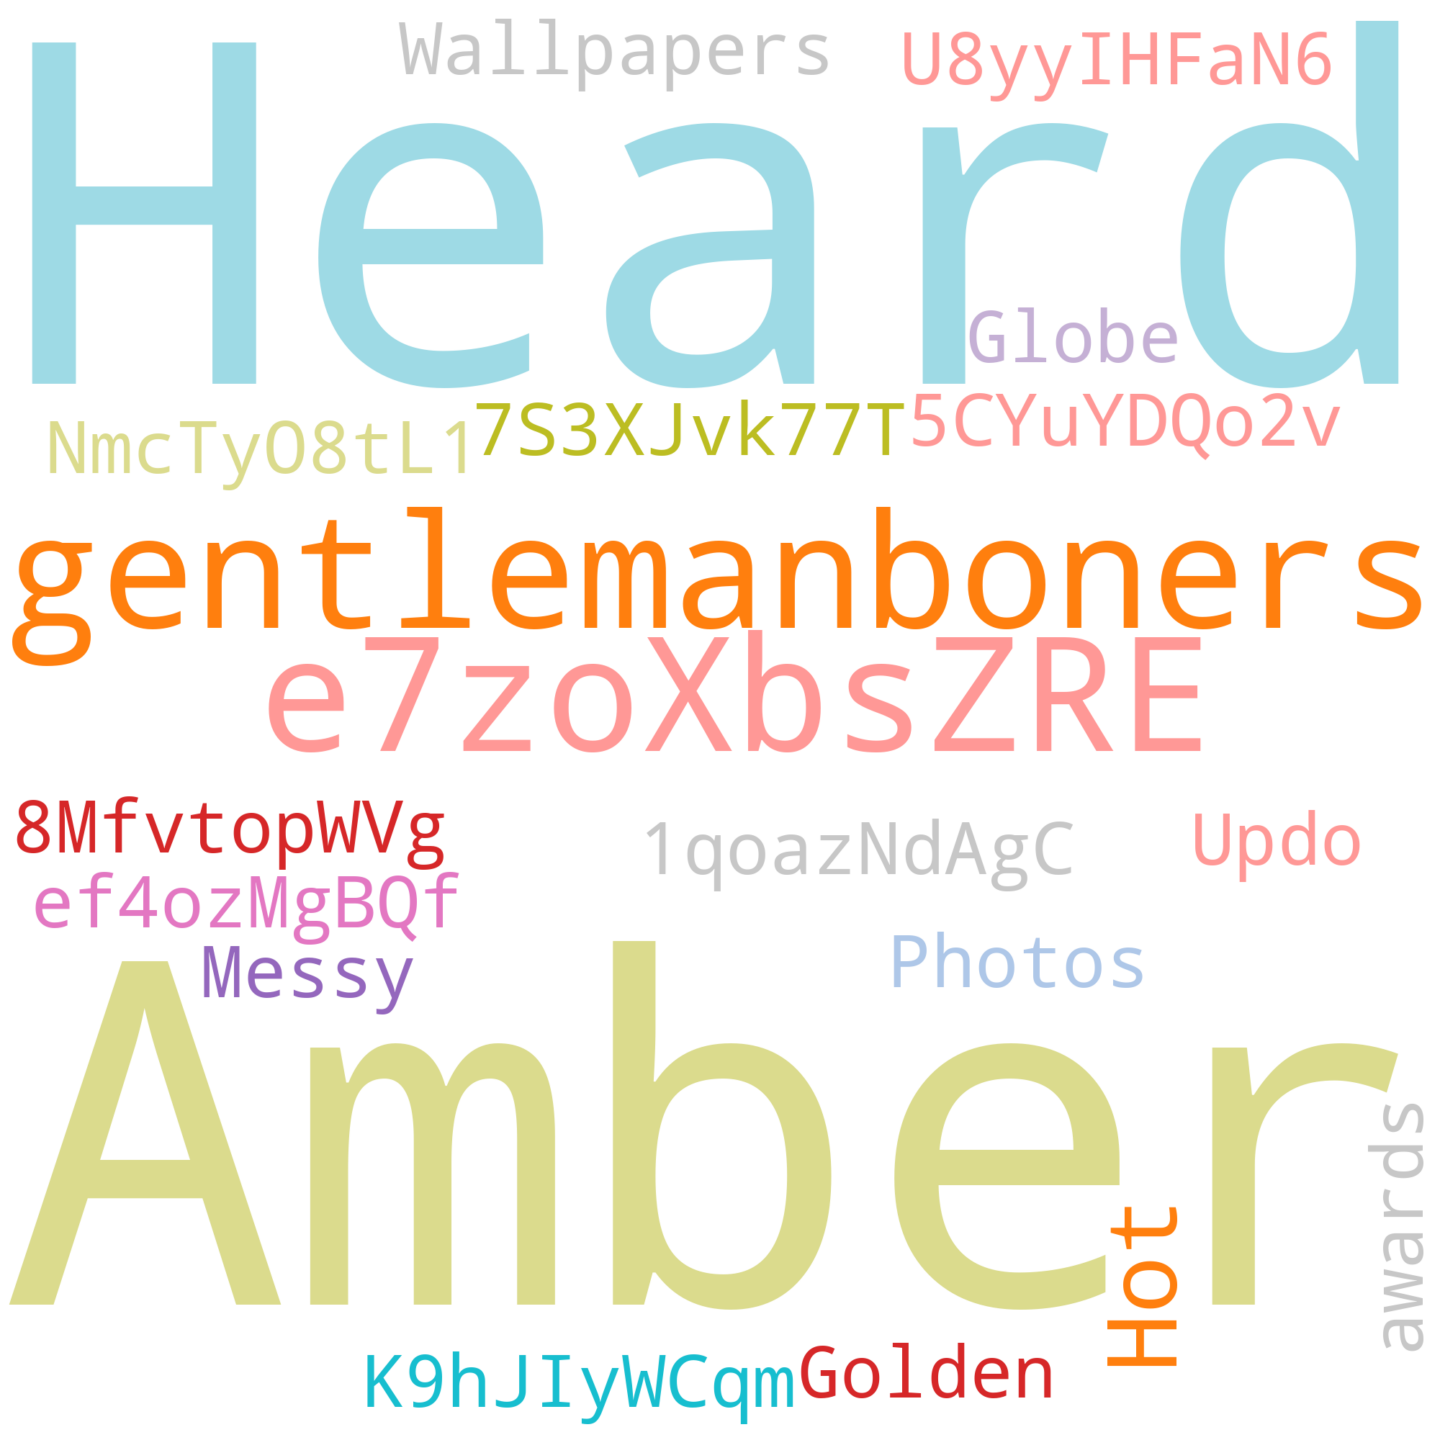 Wallpapers
U8yyIHFaN6
Heard
Globe
NmcTyO8tL1
7S3XJvk77T
5CYuYDQo2v
gentlemanboners
e7zoXbsZRE
8MfvtopWVg
1qoazNdAgC
Updo
ef4ozMgBQf
Messy
Photos
Amber
awards
Hot
K9hJIyWCqm
Golden